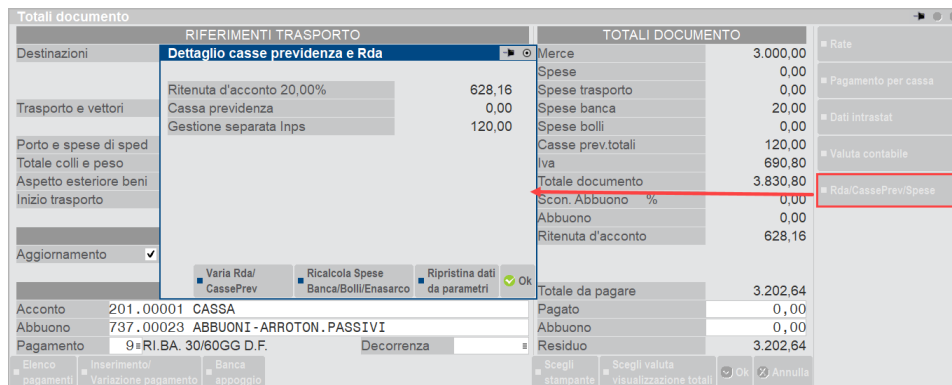 Totali documento
RIFERIMENTI TRASPORTO
TOTALI DOCUMENTO
Destinazioni
Trasporto e vettori
Porto e spese di sped
Totale colli e peso
Aspetto esteriore beni
Inizio trasporto
Aggiornamento
Dettaglio casse previdenza e Rda
Ritenuta d'acconto 20,00% 628,16
Cassa previdenza 0,00
Gestione separata Inps 120,00
Varia Rda/
CassePrev
Ricalcola Spese
Banca/Bolli/Enasarco
Ripristina dati
da parametri
Ok
Merce 3.000,00
Spese 0,00
Spese trasporto 0,00
Spese banca 20,00
Spese bolli 0,00
Casse prev.totali 120,00
Iva 690,80
Totale documento 3.830,80
Scon. Abbuono % 0,00
Abbuono 0,00
Ritenuta d'acconto 628,16
Totale da pagare 3.202,64
Pagato 0,00
Abbuono 0,00
Residuo 3.202,64
Rate
Pagamento per cassa
Dati intrastat
Valuta contabile
Rda/CassePrev/Spese
Acconto 201.00001 CASSA
Abbuono 737.00023 ABBUONI-ARROTON.PASSIVI
Pagamento 9 RI.BA. 30/60GG D.F. Decorrenza
Elenco
pagamenti
Inserimento/
Variazione pagamento
Banca
appoggio
Scegli
stampante
Scegli valuta
visualizzazione totali
Ok
Annulla